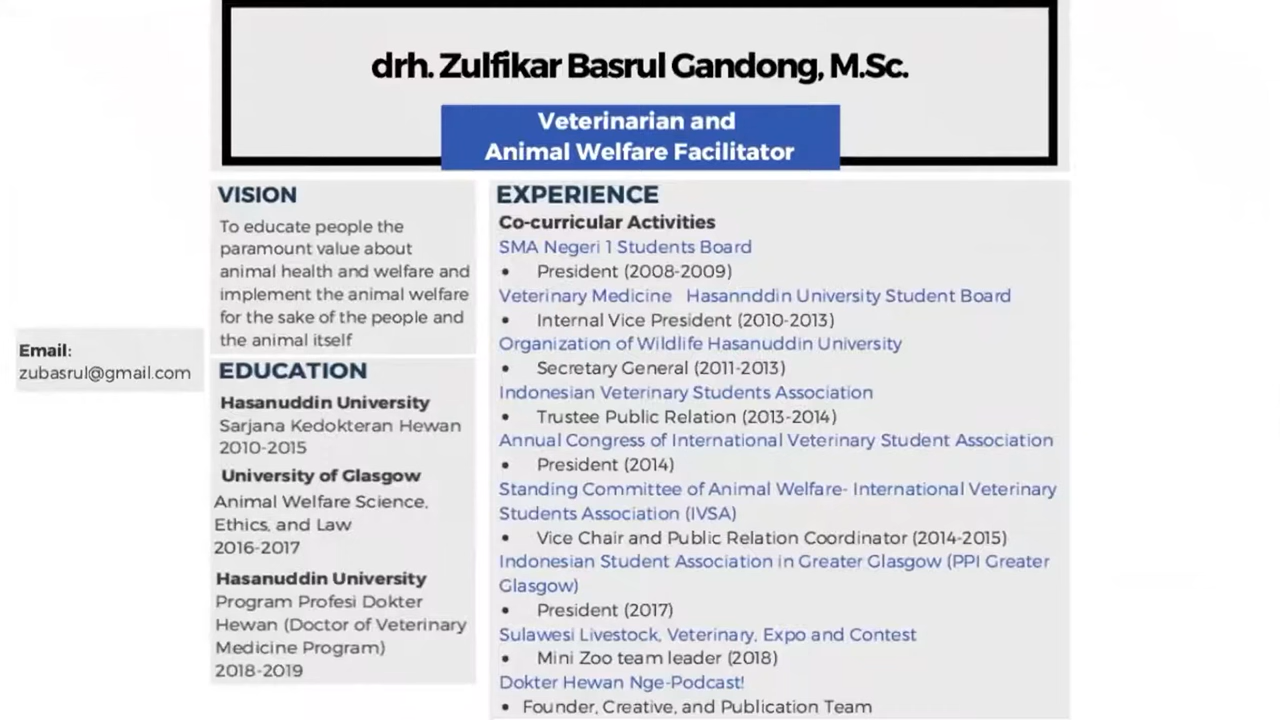 drh. Zulfikar Basrul Gandong, M.Sc.
Veterinarian and
Animal Welfare Facilitator
Email:
zubasrul@gmail.com
VISION
To educate people the
paramount value about
animal health and welfare and
implement the animal welfare
for the sake of the people and
the animal itself
EDUCATION
Hasanuddin University
Sarjana Kedokteran Hewan
2010-2015
University of Glasgow
Animal Welfare Science,
Ethics, and Law
2016-2017
Hasanuddin University
Program Profesi Dokter
Hewan (Doctor of Veterinary
Medicine Program)
2018-2019
EXPERIENCE
Co-curricular Activities
SMA Negeri 1 Students Board
• President (2008-2009)
Veterinary Medicine Hasannddin University Student Board
• Internal Vice President (2010-2013)
Organization of Wildlife Hasanuddin University
• Secretary General (2011-2013)
Indonesian Veterinary Students Association
• Trustee Public Relation (2013-2014)
Annual Congress of International Veterinary Student Association
• President (2014)
Standing Committee of Animal Welfare- International Veterinary
Students Association (IVSA)
• Vice Chair and Public Relation Coordinator (2014-2015)
Indonesian Student Association in Greater Glasgow (PPI Greater
Glasgow)
• President (2017)
Sulawesi Livestock, Veterinary, Expo and Contest
• Mini Zoo team leader (2018)
Dokter Hewan Nge-Podcast!
• Founder, Creative, and Publication Team